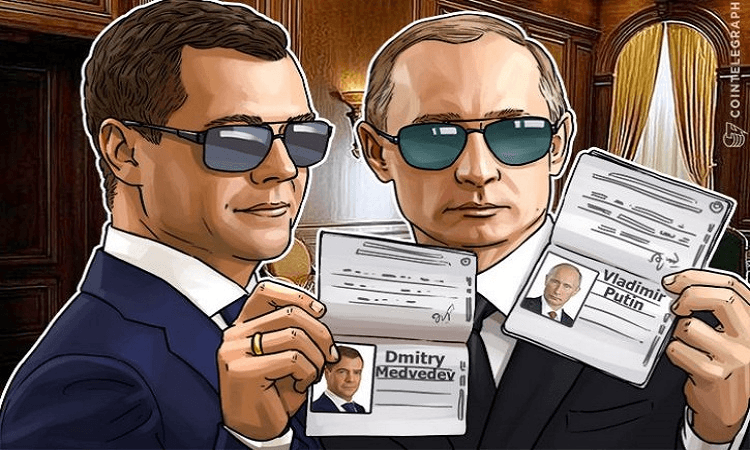 COINTELEGRAPH
Vladimir
Putin
Dmitry
Medvedev